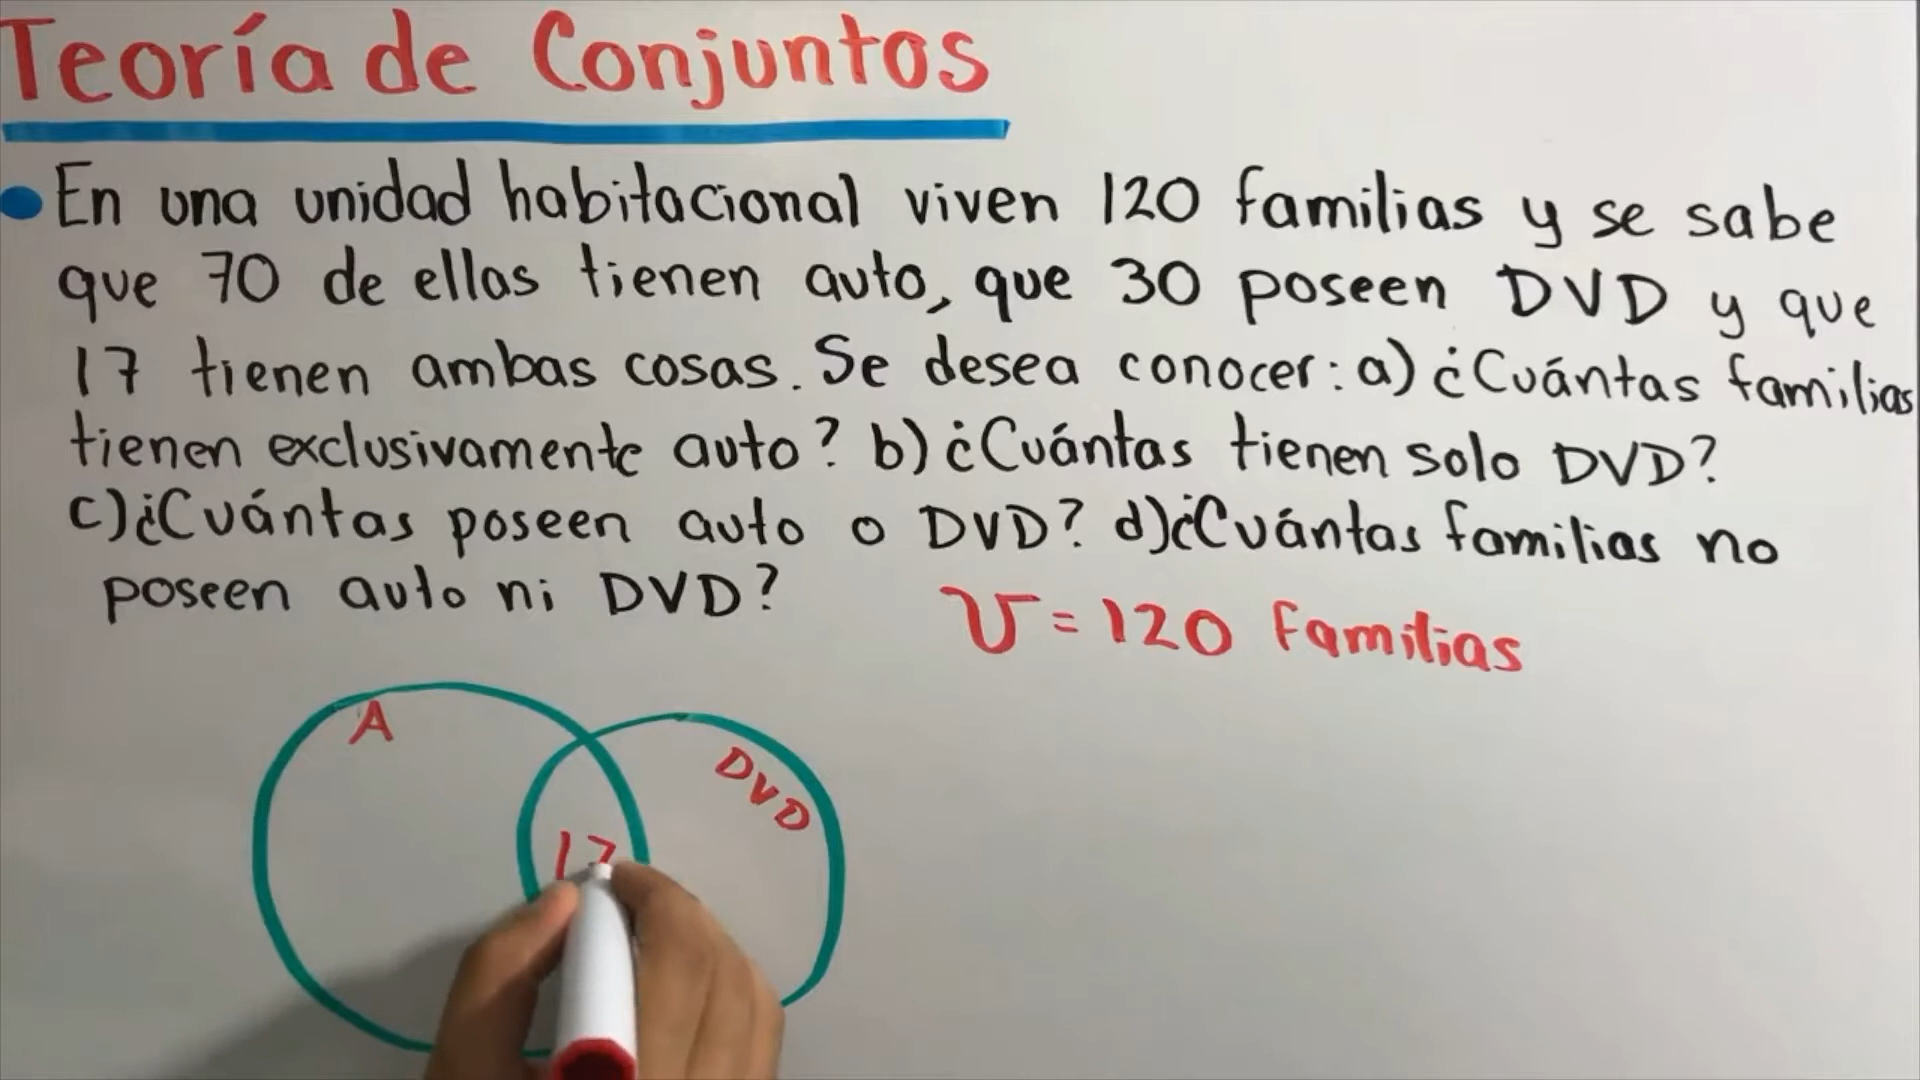 Teoría de Conjuntos
En una unidad habitacional viven 120 familias y se sabe
que 70 de ellas tienen auto, que 30 poseen DVD y que
17 tienen ambas cosas. Se desea conocer: a) ¿Cuántas familias
tienen exclusivamente auto? b) ¿Cuántas tienen solo DVD?
c) ¿Cuántas poseen auto o DVD? d) ¿Cuántas familias no
poseen auto ni DVD?
U = 120 Familias
A
DVD
17